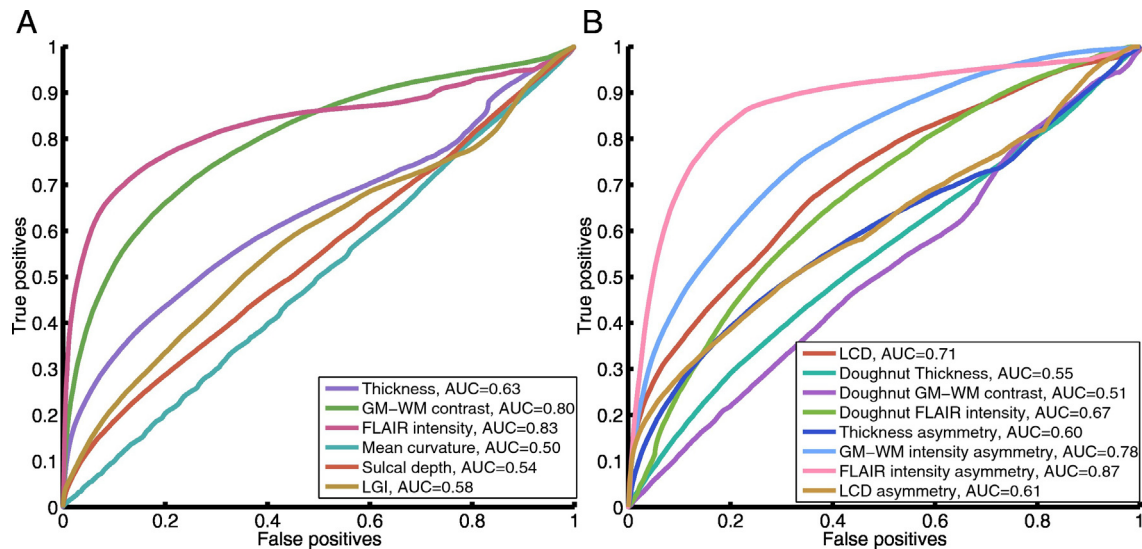 A
1
0.9
0.8
0.7
0.6
0.5
0.4
0.3
0.2
0.1
0
True positives
0
0.2
0.4
0.6
0.8
1
False positives
Thickness, AUC=0.63
GM-WM contrast, AUC=0.80
FLAIR intensity, AUC=0.83
Mean curvature, AUC=0.50
Sulcal depth, AUC=0.54
LGI, AUC=0.58
B
1
0.9
0.8
0.7
0.6
0.5
0.4
0.3
0.2
0.1
0
True positives
0
0.2
0.4
0.6
0.8
1
False positives
LCD, AUC=0.71
Doughnut Thickness, AUC=0.55
Doughnut GM-WM contrast, AUC=0.51
Doughnut FLAIR intensity, AUC=0.67
Thickness asymmetry, AUC=0.60
GM-WM intensity asymmetry, AUC=0.78
FLAIR intensity asymmetry, AUC=0.87
LCD asymmetry, AUC=0.61